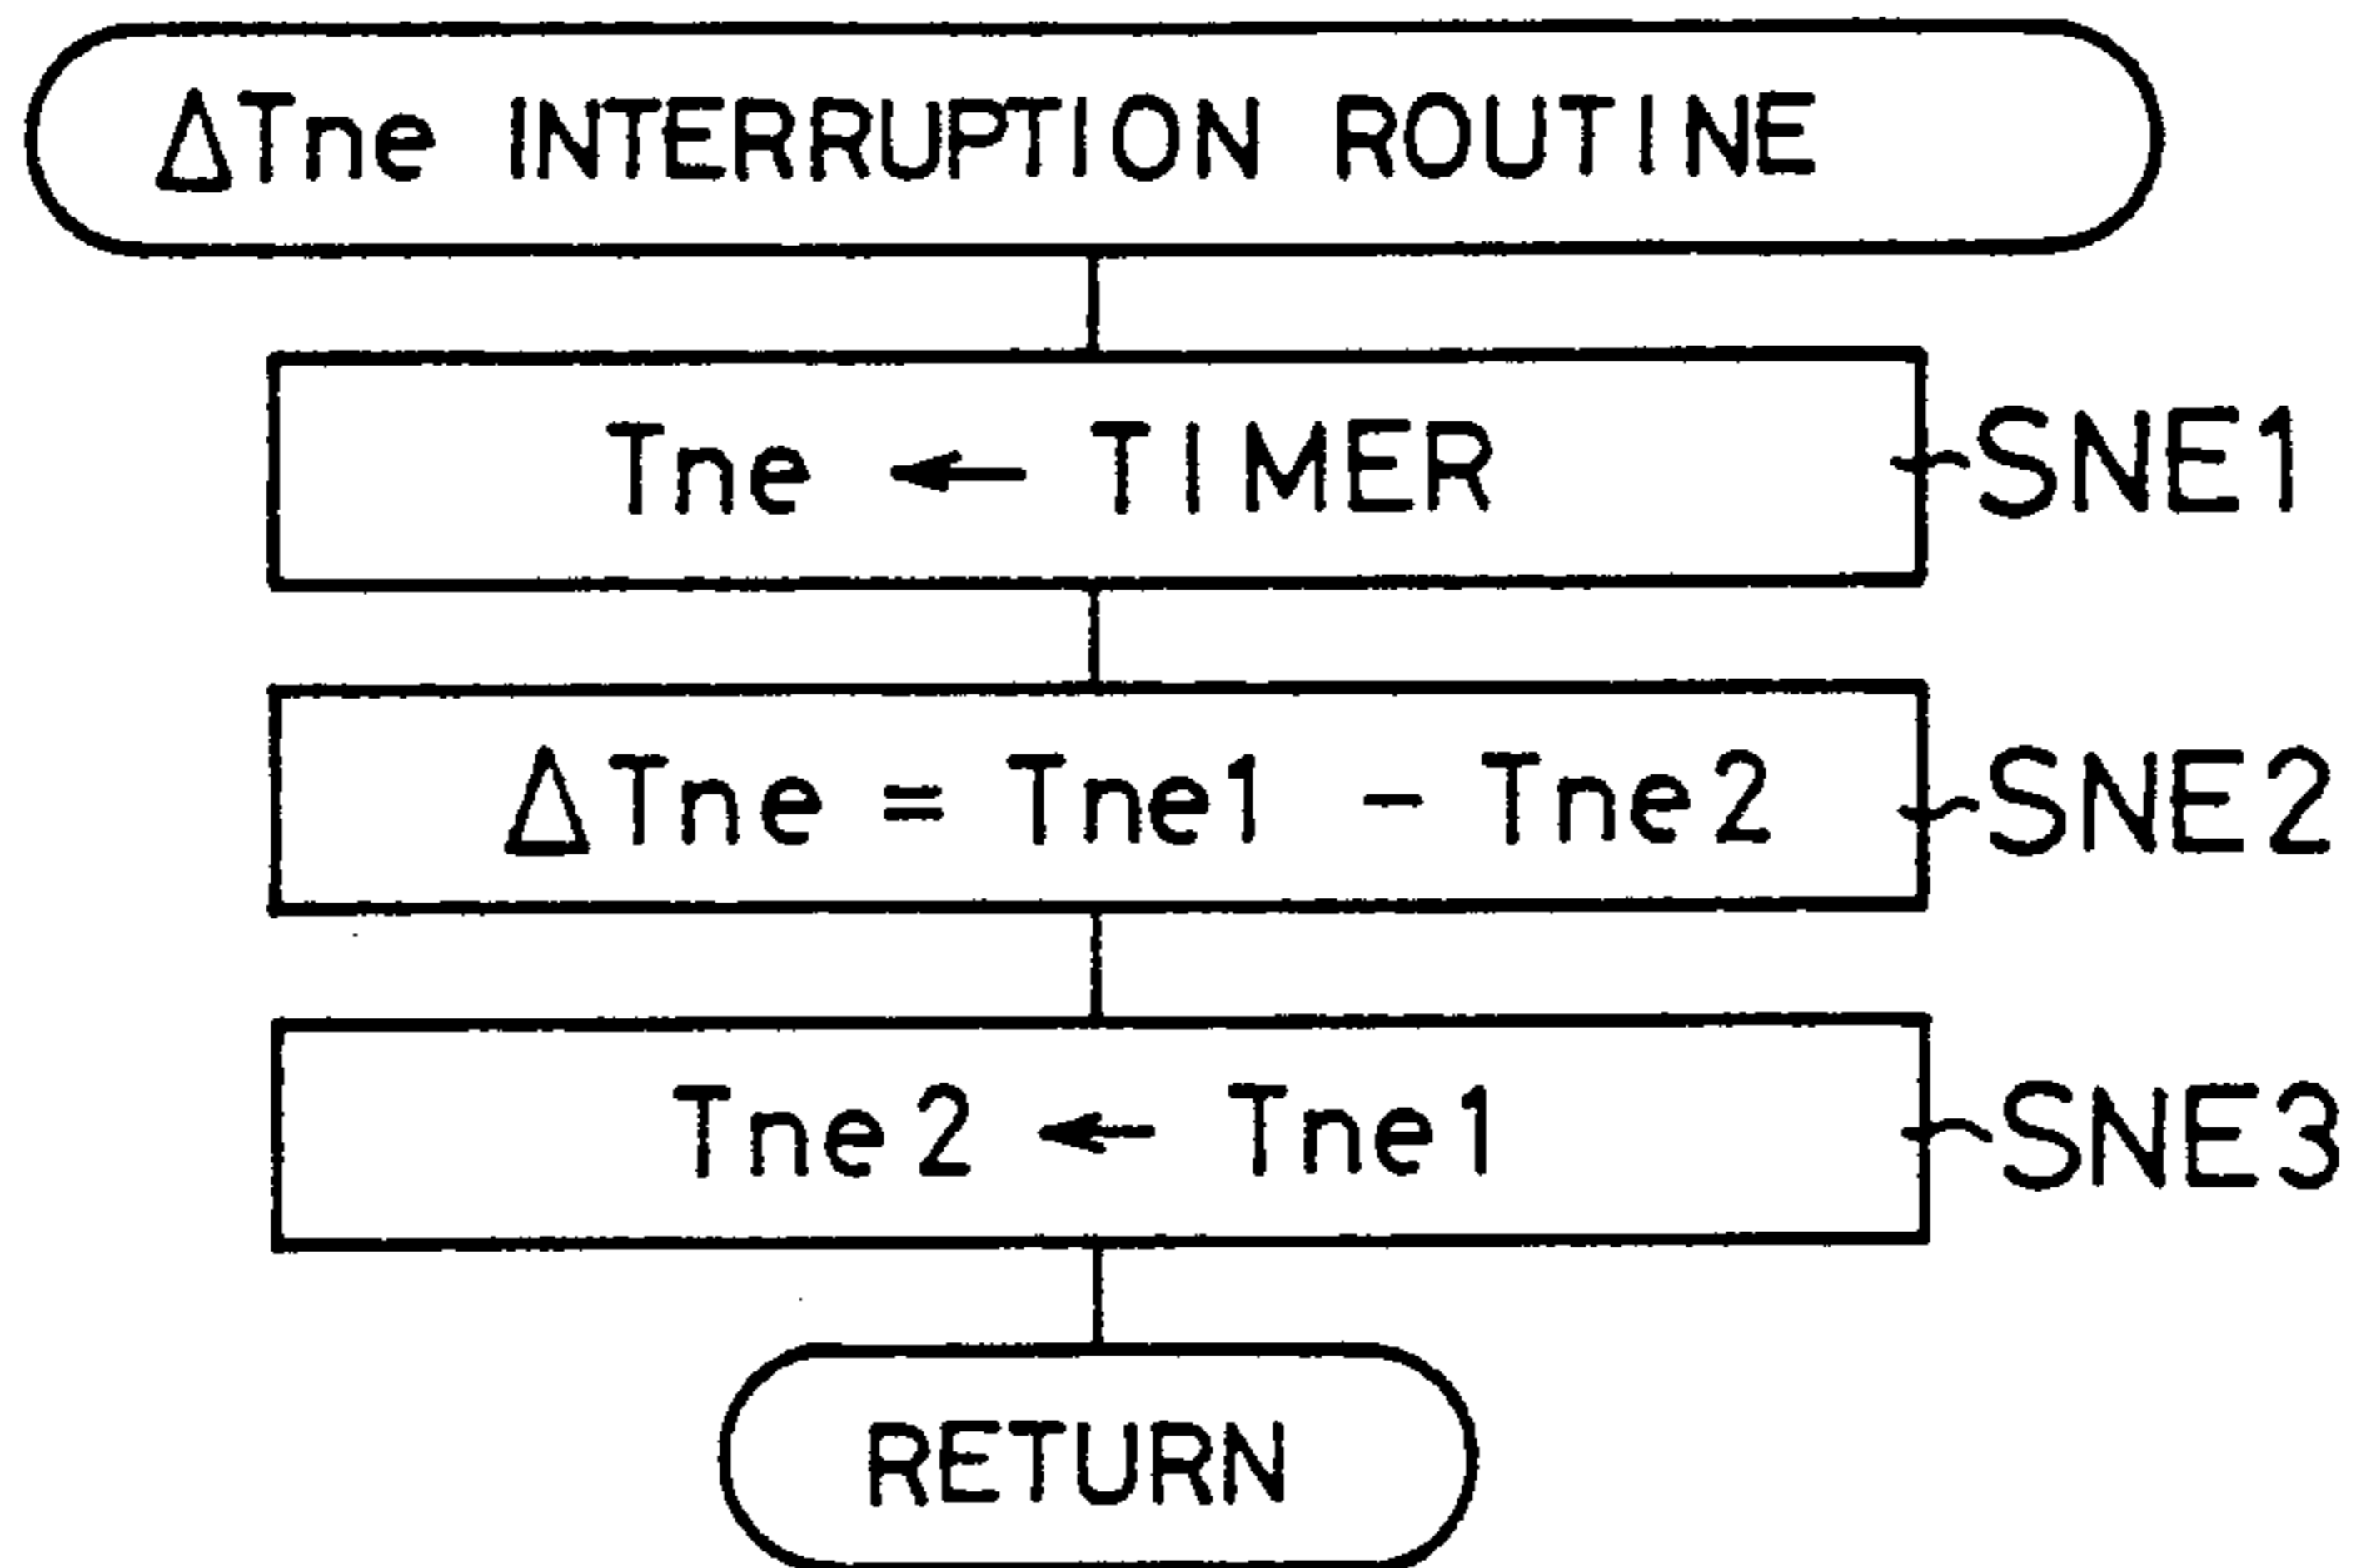 ΔTne INTERRUPTION ROUTINE
Tne ← TIMER
SNE1
ΔTne = Tne1 - Tne2
SNE2
Tne2 ← Tne1
SNE3
RETURN